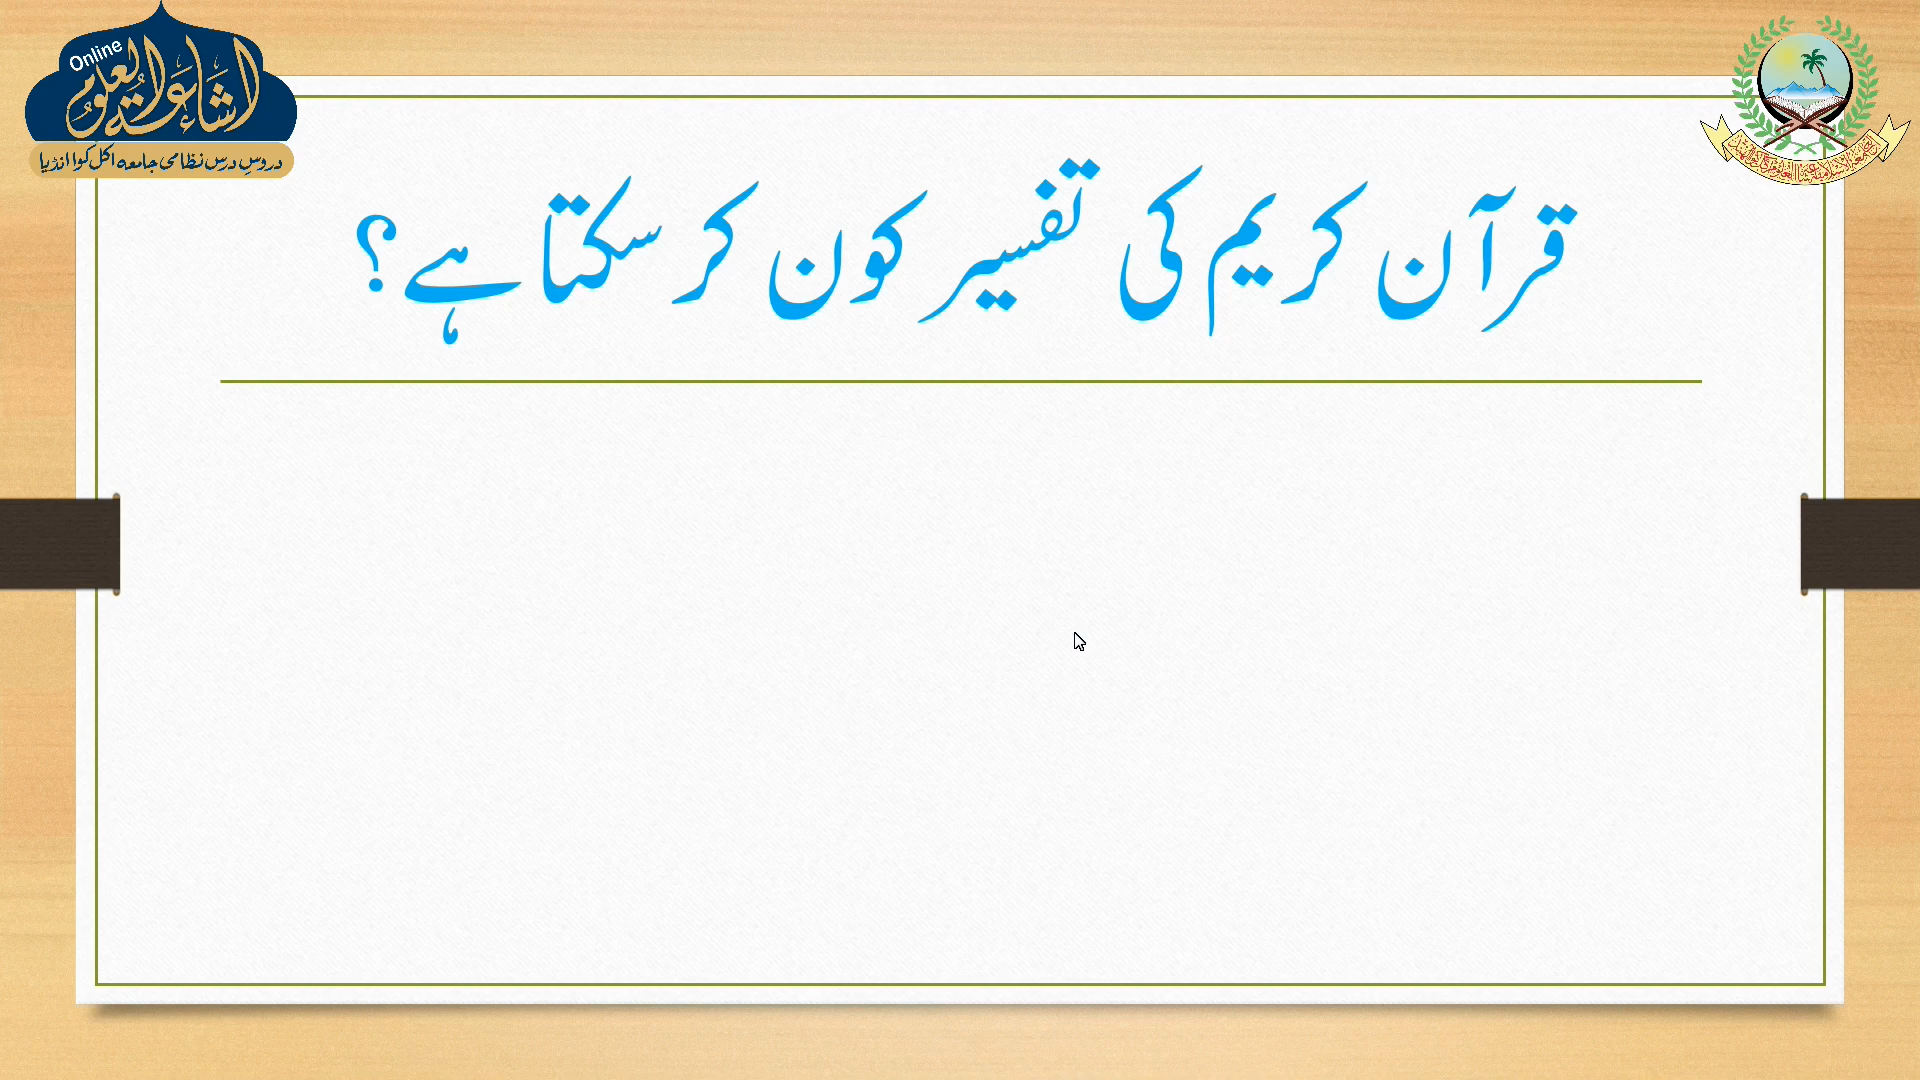 Online
اشاعۃ العلوم
دروسِ درس نظامی جامعہ اکل کوا انڈیا
قرآن کریم کی تفسیر کون کر سکتا ہے؟